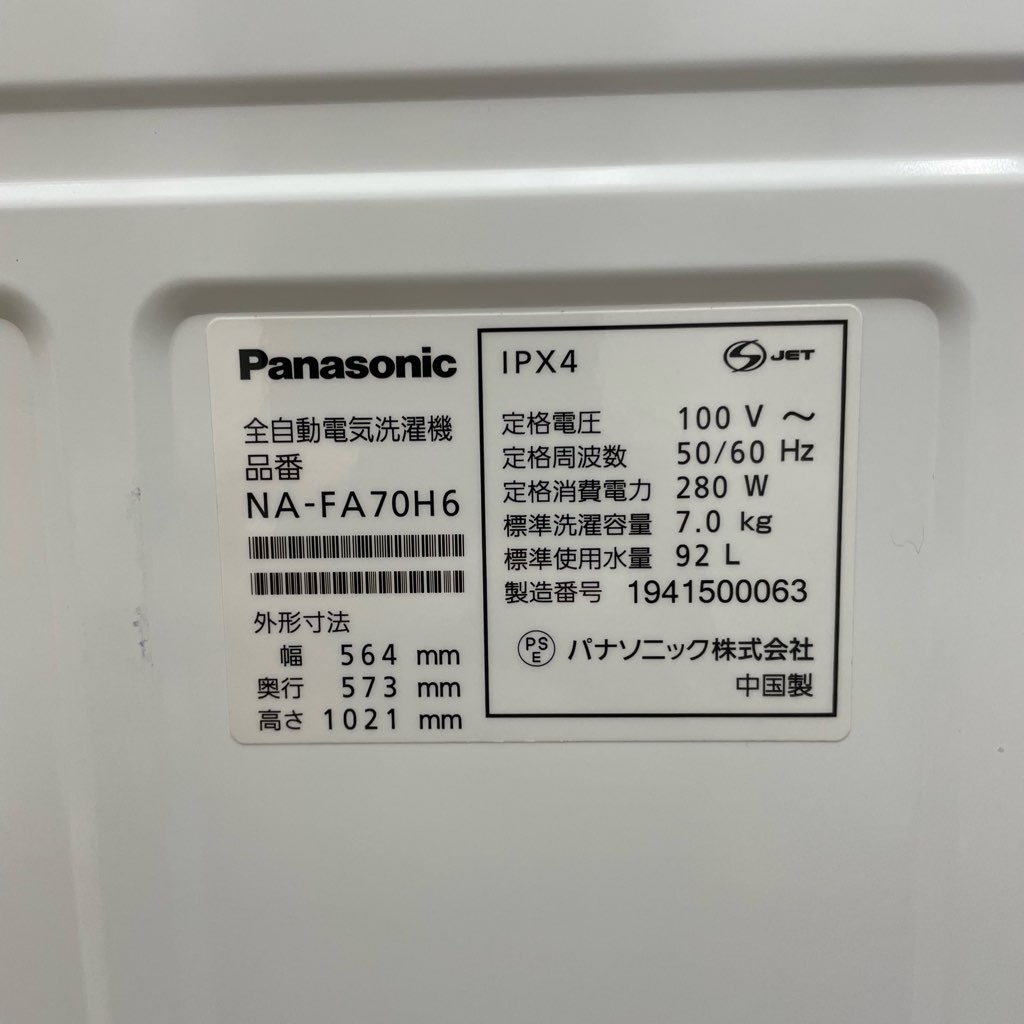 Panasonic
全自動電気洗濯機
品番
NA-FA70H6
外形寸法
幅 564 mm
奥行 573 mm
高さ 1021 mm
IPX4
S JET
定格電圧 100 V ～
定格周波数 50/60 Hz
定格消費電力 280 W
標準洗濯容量 7.0 kg
標準使用水量 92 L
製造番号 1941500063
PS
E
パナソニック株式会社
中国製